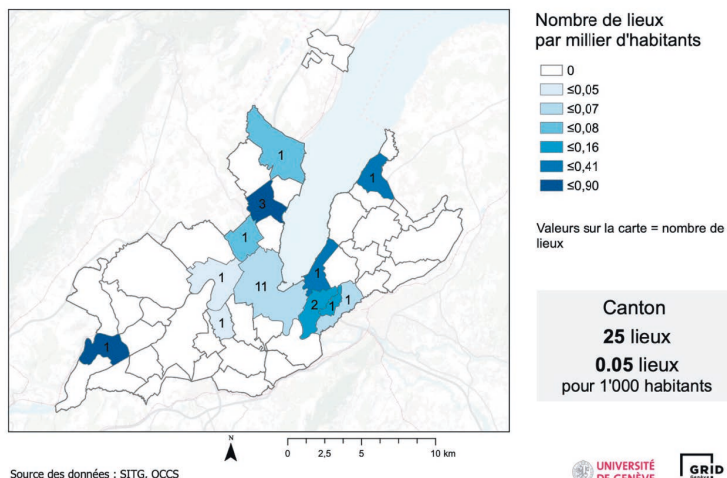 Nombre de lieux
par millier d'habitants
0
≤0,05
≤0,07
≤0,08
≤0,16
≤0,41
≤0,90
Valeurs sur la carte = nombre de
lieux
1
1
3
1
1
11
1
2
1
1
1
1
Canton
25 lieux
0.05 lieux
pour 1'000 habitants
N
0 2,5 5 10 km
Source des données : SITG, OCCS
UNIVERSITÉ
DE GENÈVE
GRID